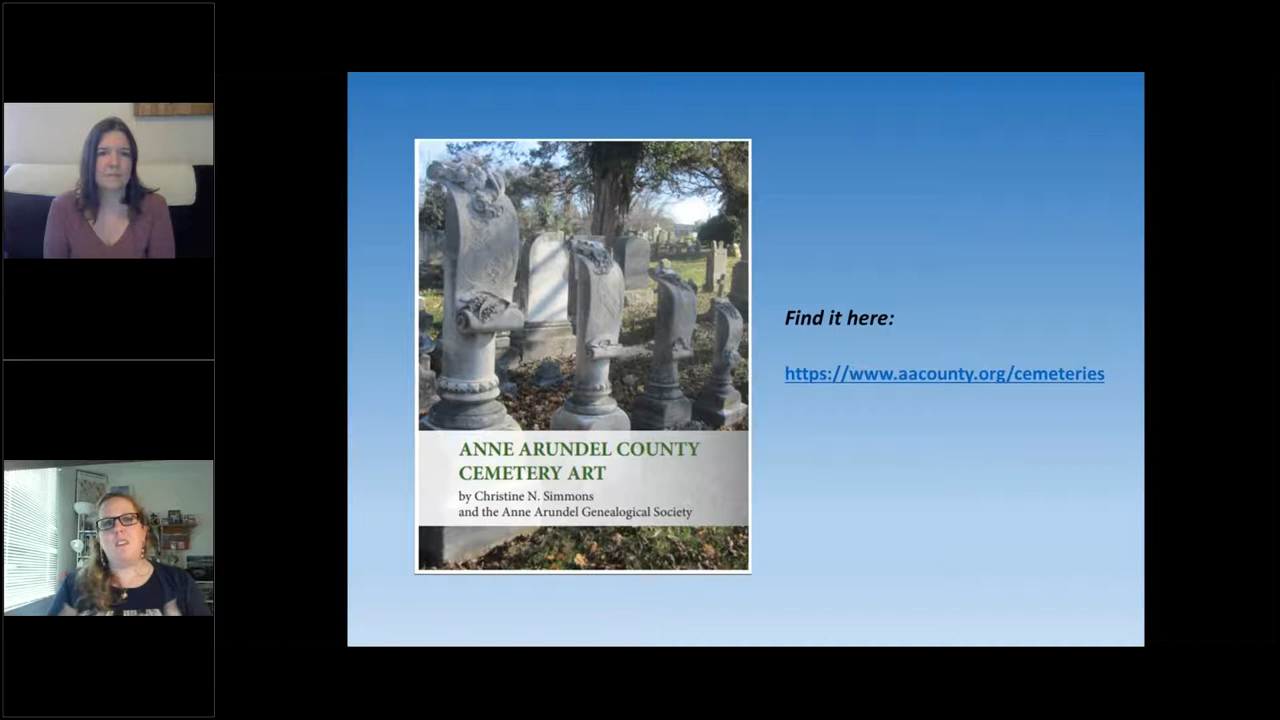 Find it here:
https://www.aacounty.org/cemeteries
ANNE ARUNDEL COUNTY
CEMETERY ART
by Christine N. Simmons
and the Anne Arundel Genealogical Society